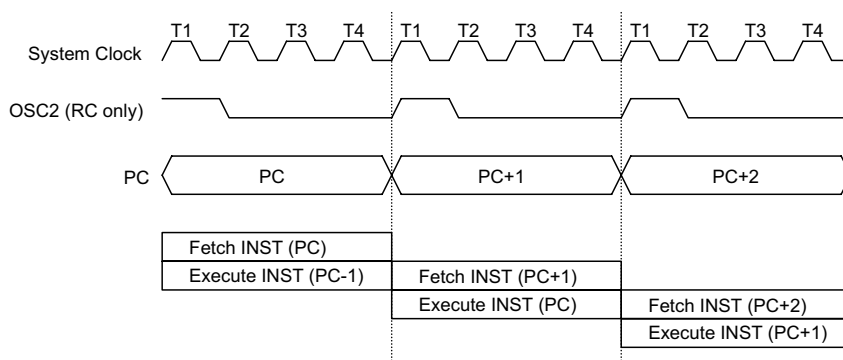 T1 T2 T3 T4 T1 T2 T3 T4 T1 T2 T3 T4
System Clock
OSC2 (RC only)
PC PC PC+1 PC+2
Fetch INST (PC)
Execute INST (PC-1) Fetch INST (PC+1)
Execute INST (PC) Fetch INST (PC+2)
Execute INST (PC+1)